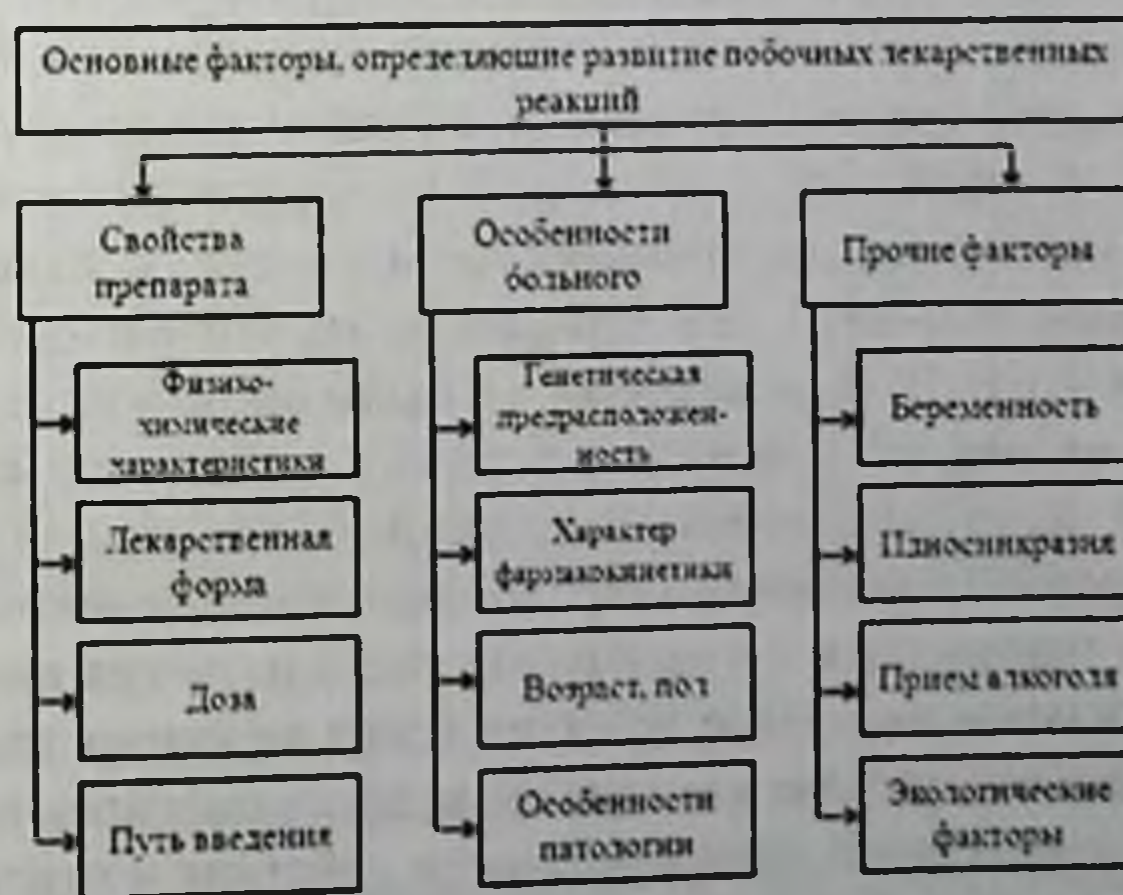 Основные факторы, определяющие развитие побочных лекарственных
реакций
Свойства
препарата
Особенности
больного
Прочие факторы
Физико-
химические
характеристики
Лекарственная
форма
Доза
Путь введения
Генетическая
предрасположен-
ность
Характер
фармакокинетики
Возраст, пол
Особенности
патологии
Беременность
Идиосинкразия
Прием алкоголя
Экологические
факторы